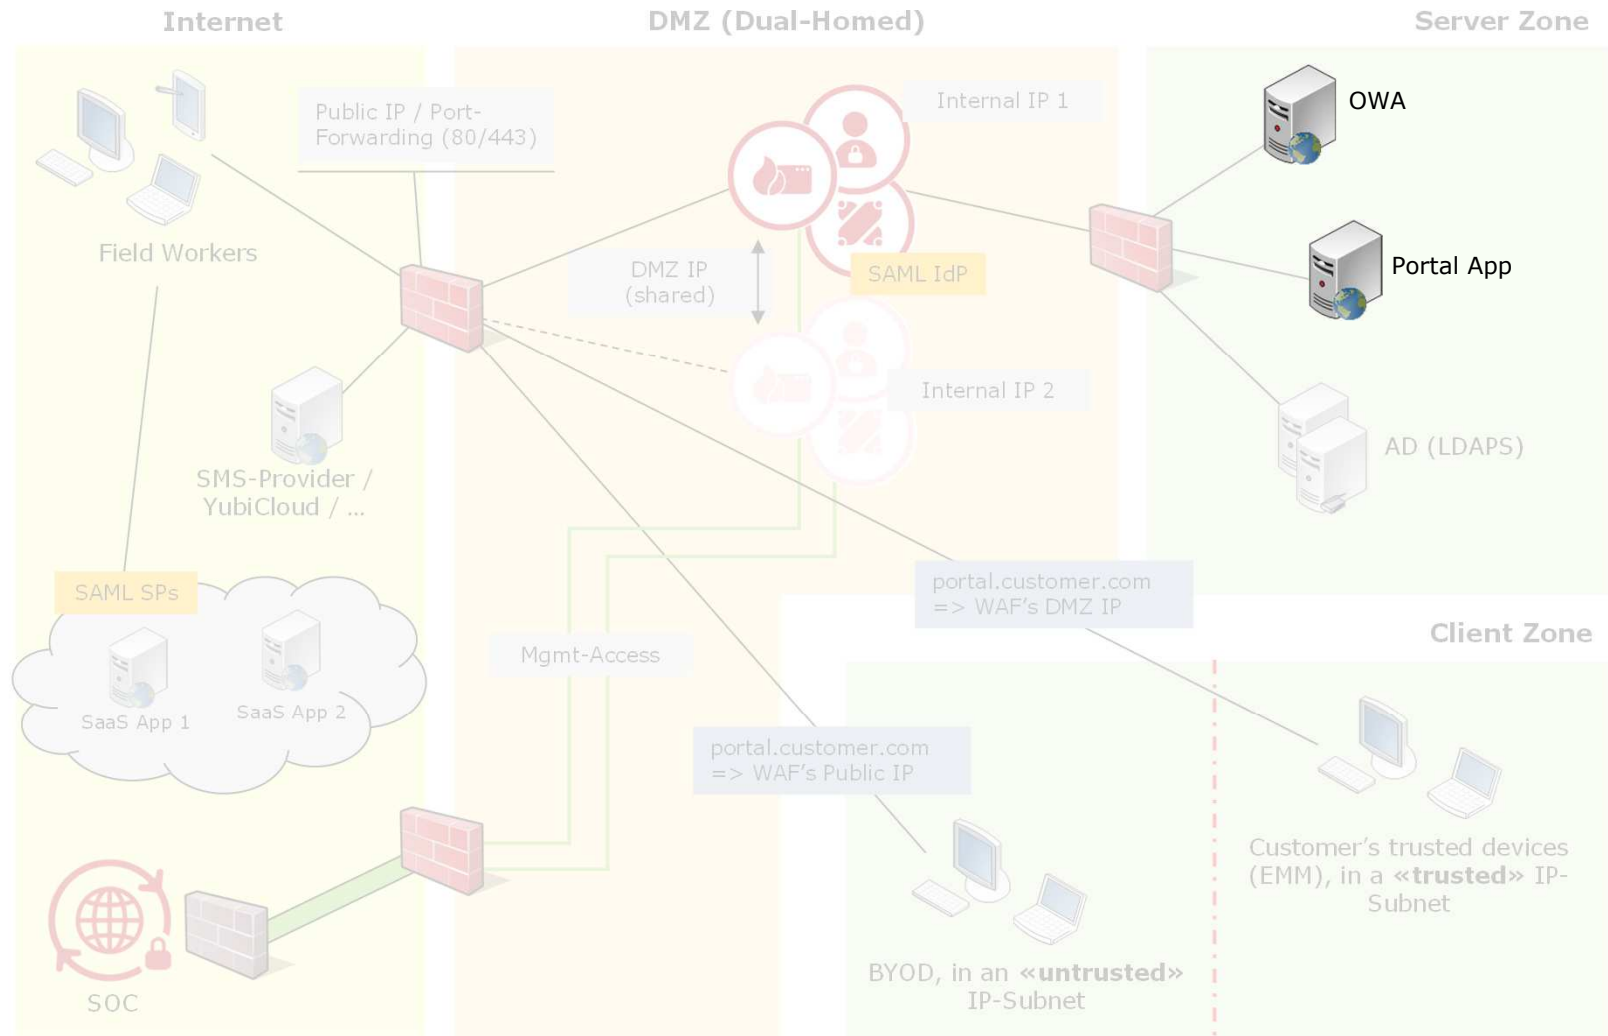 Internet
DMZ (Dual-Homed)
Server Zone
Public IP / Port-
Forwarding (80/443)
Internal IP 1
OWA
Field Workers
DMZ IP
(shared)
SAML IdP
Portal App
Internal IP 2
AD (LDAPS)
SMS-Provider /
YubiCloud / ...
SAML SPs
portal.customer.com
=> WAF's DMZ IP
Client Zone
Mgmt-Access
SaaS App 1
SaaS App 2
portal.customer.com
=> WAF's Public IP
Customer's trusted devices
(EMM), in a «trusted» IP-
Subnet
BYOD, in an «untrusted»
IP-Subnet
SOC